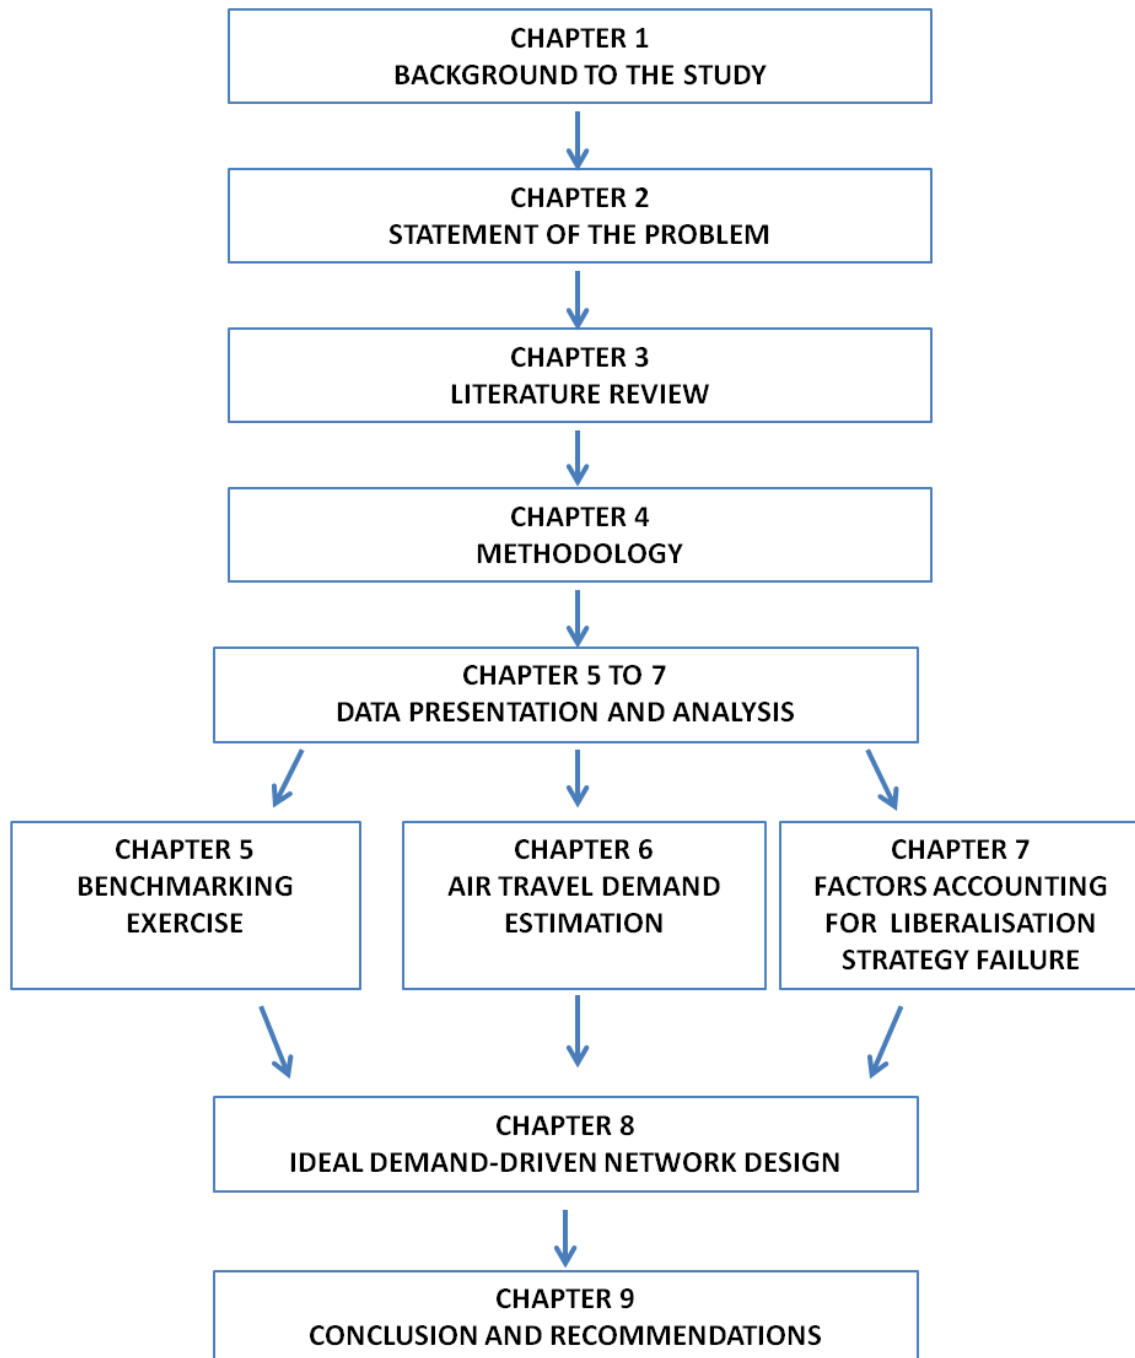 CHAPTER 1
BACKGROUND TO THE STUDY
CHAPTER 2
STATEMENT OF THE PROBLEM
CHAPTER 3
LITERATURE REVIEW
CHAPTER 4
METHODOLOGY
CHAPTER 5 TO 7
DATA PRESENTATION AND ANALYSIS
CHAPTER 5
BENCHMARKING
EXERCISE
CHAPTER 6
AIR TRAVEL DEMAND
ESTIMATION
CHAPTER 7
FACTORS ACCOUNTING
FOR LIBERALISATION
STRATEGY FAILURE
CHAPTER 8
IDEAL DEMAND-DRIVEN NETWORK DESIGN
CHAPTER 9
CONCLUSION AND RECOMMENDATIONS